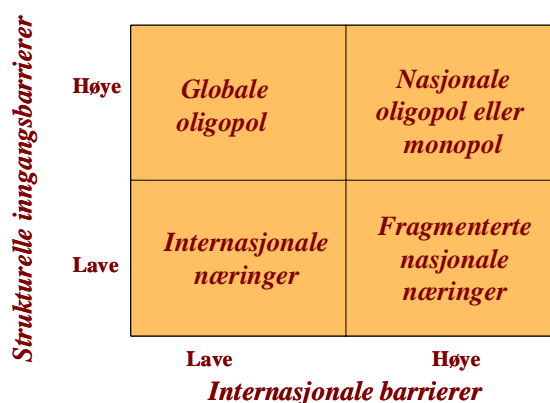 Strukturelle inngangsbarrierer
Høye
Globale
oligopol
Nasjonale
oligopol eller
monopol
Lave
Internasjonale
næringer
Fragmenterte
nasjonale
næringer
Lave
Høye
Internasjonale barrierer